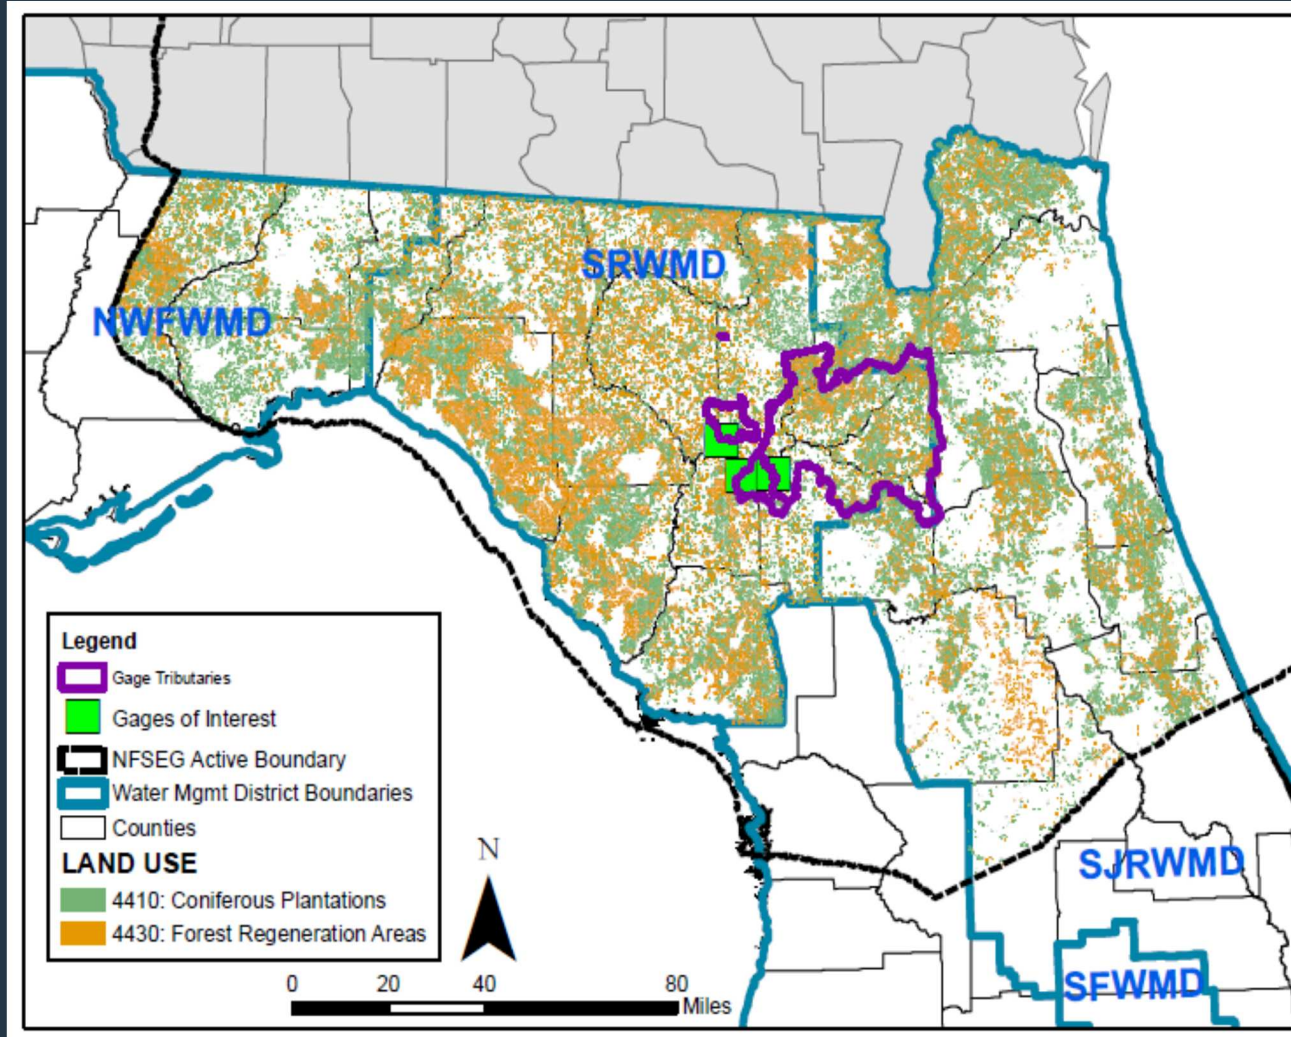 SRWMD
NWFWMD
Legend
Gage Tributaries
Gages of Interest
NFSEG Active Boundary
Water Mgmt District Boundaries
Counties
LAND USE
4410: Coniferous Plantations
4430: Forest Regeneration Areas
N
0 20 40 80
Miles
SJRWMD
SFWMD